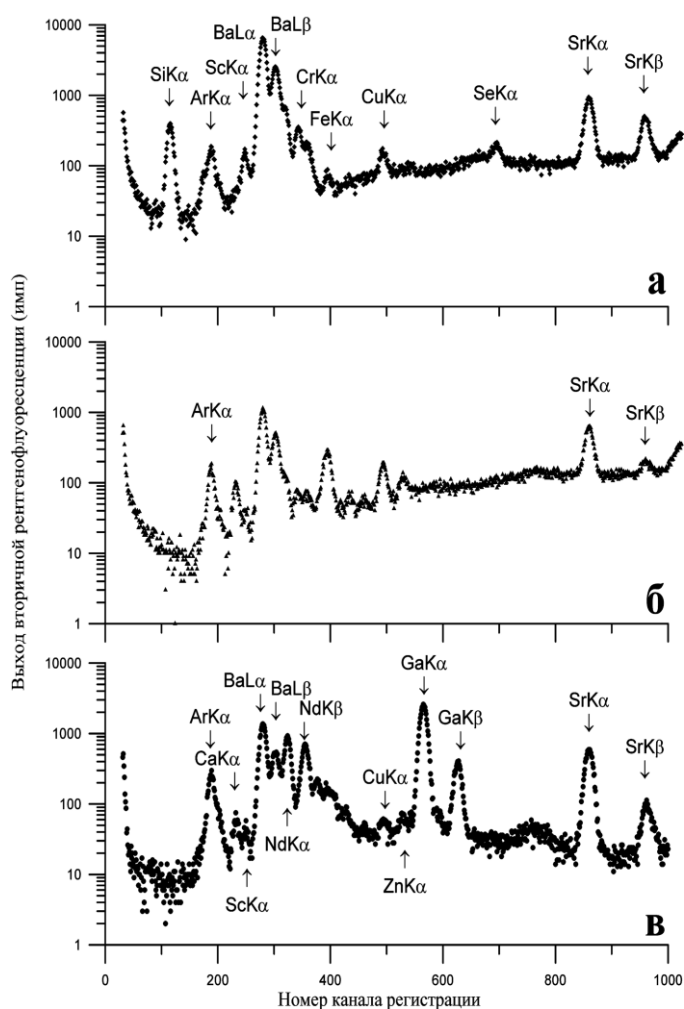 Выход вторичной рентгенофлуоресценции (имп)
10000
1000
100
10
1
SiKα
ArKα
ScKα
BaLα
BaLβ
CrKα
FeKα
CuKα
SeKα
SrKα
SrKβ
а
1000
100
10
1
ArKα
SrKα
SrKβ
б
10000
1000
100
10
1
ArKα
CaKα
ScKα
BaLα
BaLβ
NdKα
NdKβ
CuKα
ZnKα
GaKα
GaKβ
SrKα
SrKβ
в
0 200 400 600 800 1000
Номер канала регистрации